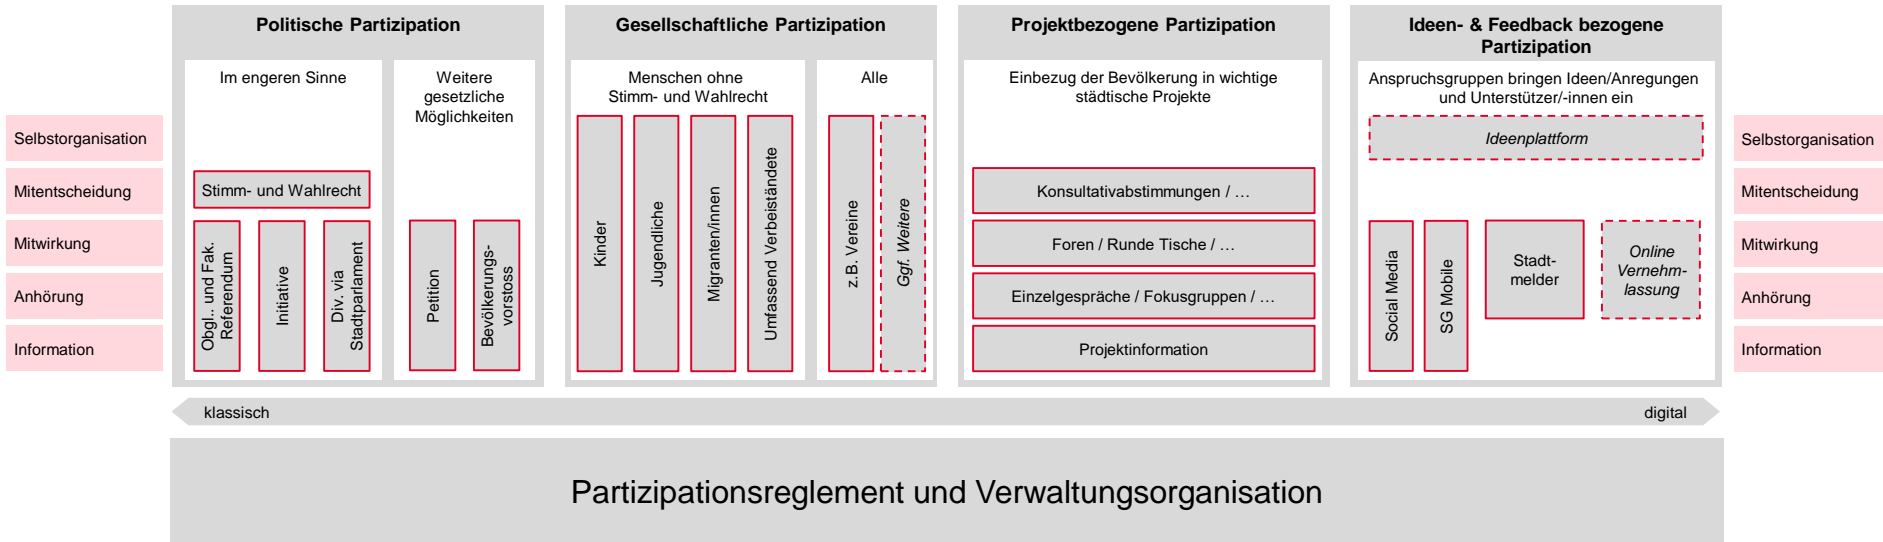 Politische Partizipation
Im engeren Sinne
Stimm- und Wahlrecht
Obgl.. und Fak.
Referendum
Initiative
Div. via
Stadtparlament
Weitere
gesetzliche
Möglichkeiten
Petition
Bevölkerungs-
vorstoss
Gesellschaftliche Partizipation
Menschen ohne
Stimm- und Wahlrecht
Kinder
Jugendliche
Migranten/innen
Umfassend Verbeiständete
Alle
z.B. Vereine
Ggf. Weitere
Projektbezogene Partizipation
Einbezug der Bevölkerung in wichtige
städtische Projekte
Konsultativabstimmungen / …
Foren / Runde Tische / …
Einzelgespräche / Fokusgruppen / …
Projektinformation
Ideen- & Feedback bezogene
Partizipation
Anspruchsgruppen bringen Ideen/Anregungen
und Unterstützer/-innen ein
Ideenplattform
Social Media
SG Mobile
Stadt-
melder
Online
Vernehm-
lassung
Selbstorganisation
Mitentscheidung
Mitwirkung
Anhörung
Information
Selbstorganisation
Mitentscheidung
Mitwirkung
Anhörung
Information
klassisch
digital
Partizipationsreglement und Verwaltungsorganisation